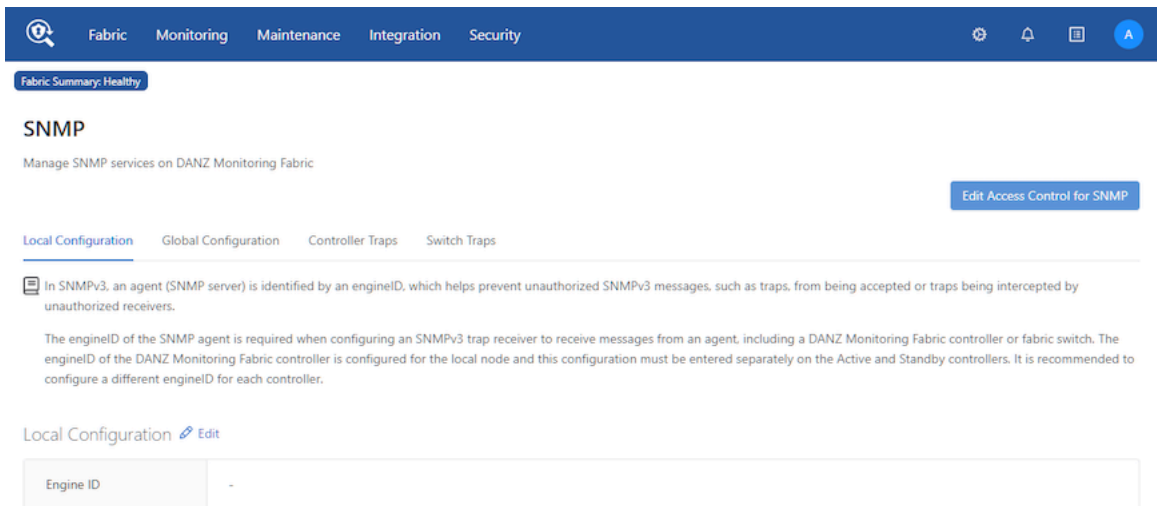 Fabric Monitoring Maintenance Integration Security A
Fabric Summary: Healthy
SNMP
Manage SNMP services on DANZ Monitoring Fabric
Edit Access Control for SNMP
Local Configuration Global Configuration Controller Traps Switch Traps
In SNMPv3, an agent (SNMP server) is identified by an engineID, which helps prevent unauthorized SNMPv3 messages, such as traps, from being accepted or traps being intercepted by
unauthorized receivers.
The engineID of the SNMP agent is required when configuring an SNMPv3 trap receiver to receive messages from an agent, including a DANZ Monitoring Fabric controller or fabric switch. The
engineID of the DANZ Monitoring Fabric controller is configured for the local node and this configuration must be entered separately on the Active and Standby controllers. It is recommended to
configure a different engineID for each controller.
Local Configuration Edit
Engine ID -